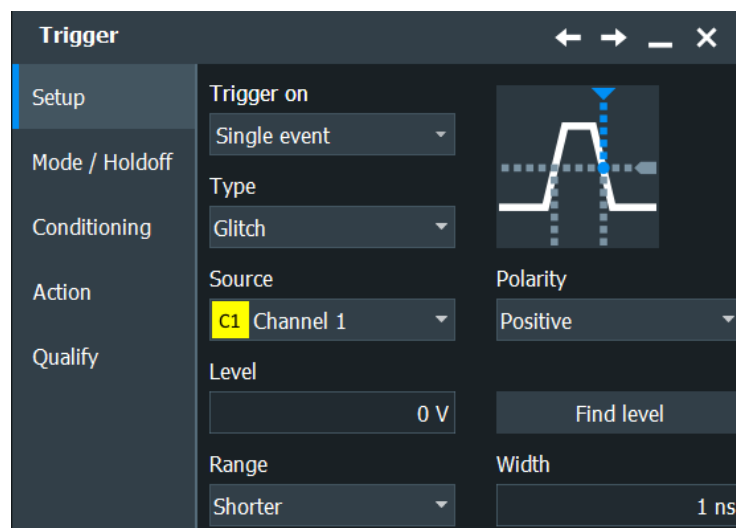 Trigger
Setup
Mode / Holdoff
Conditioning
Action
Qualify
Trigger on
Single event
Type
Glitch
Source
C1 Channel 1
Polarity
Positive
Level
0 V
Find level
Range
Shorter
Width
1 ns